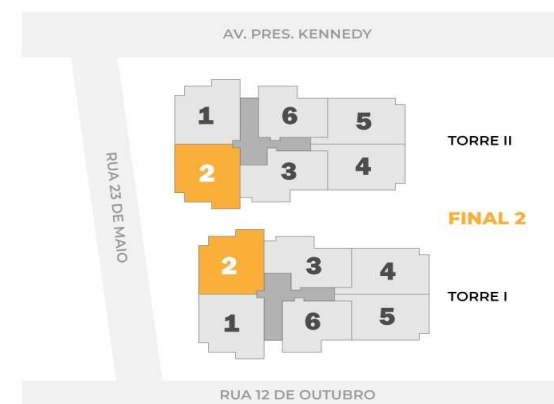 AV. PRES. KENNEDY
1
6
5
TORRE II
2
3
4
RUA 23 DE MAIO
FINAL 2
2
3
4
TORRE I
1
6
5
RUA 12 DE OUTUBRO